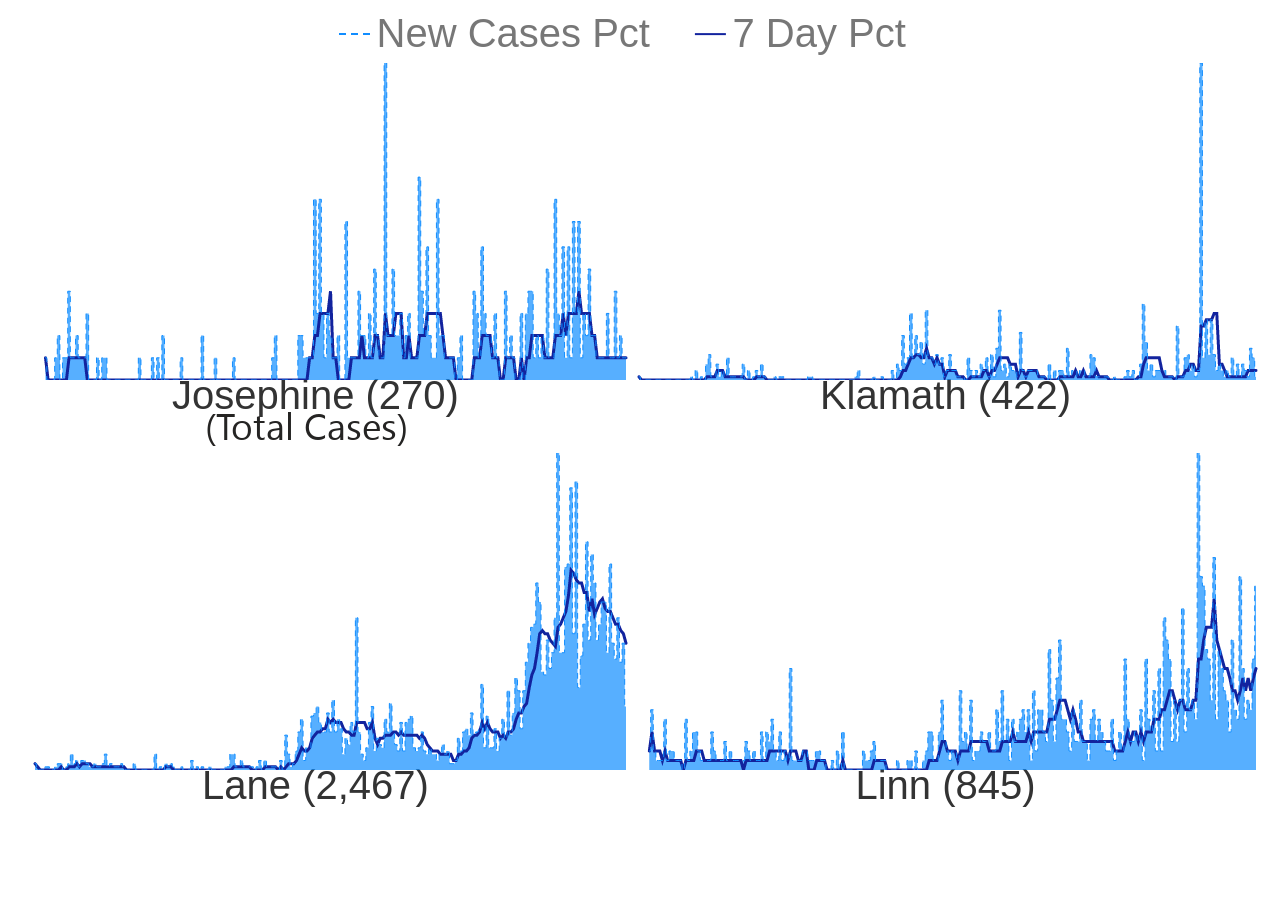 New Cases Pct 7 Day Pct
Josephine (270) Klamath (422)
(Total Cases)
Lane (2,467) Linn (845)